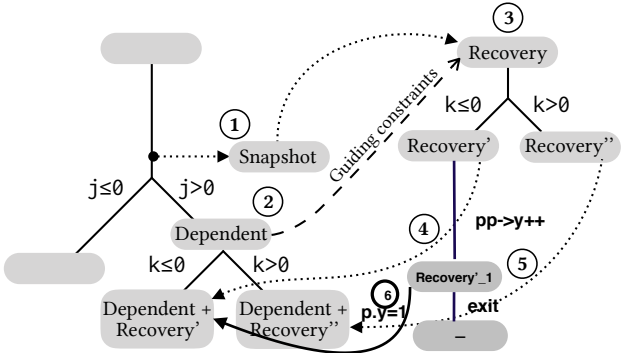 3
Recovery
Guiding constraints
k≤0
k>0
1
Snapshot
Recovery'
Recovery''
j≤0
j>0
2
Dependent
4
pp->y++
k≤0
k>0
5
Recovery'_1
6
p.y=1
exit
Dependent +
Recovery'
Dependent +
Recovery''
–